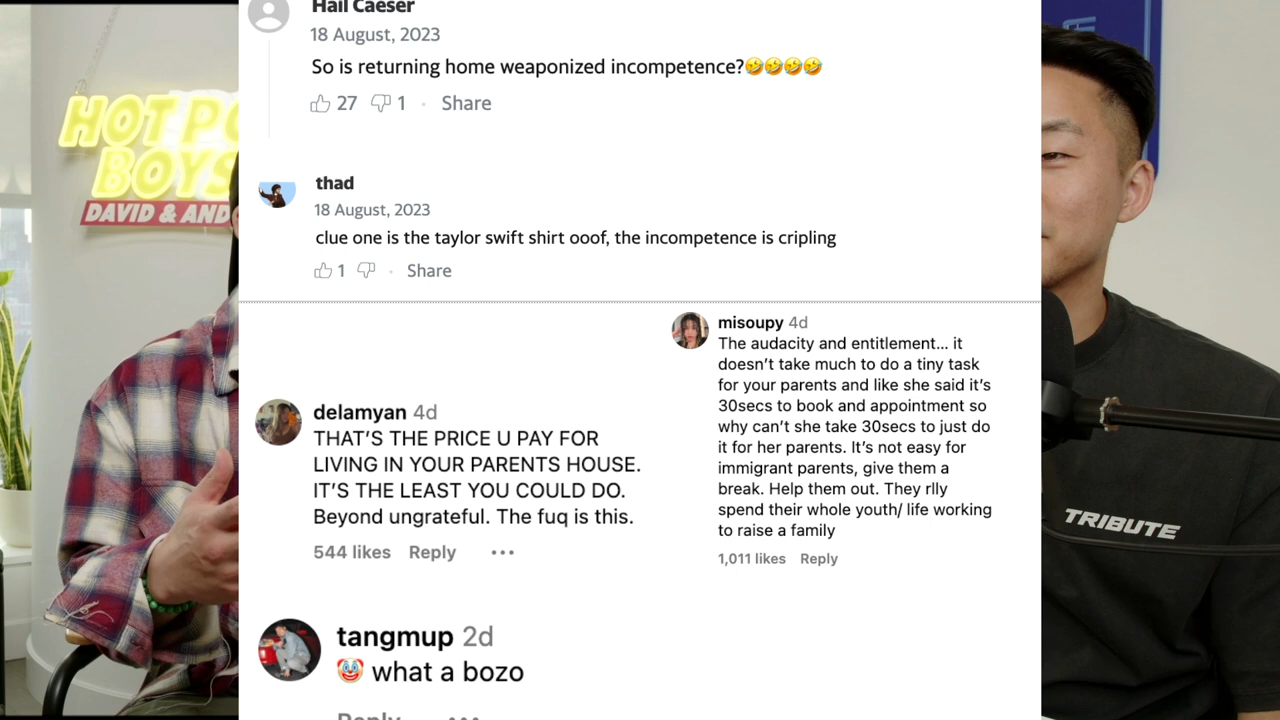 Hail Caeser
18 August, 2023
So is returning home weaponized incompetence?🤣🤣🤣🤣
27 1 · Share
thad
18 August, 2023
clue one is the taylor swift shirt ooof, the incompetence is cripling
1 · Share
delamyan 4d
THAT'S THE PRICE U PAY FOR
LIVING IN YOUR PARENTS HOUSE.
IT'S THE LEAST YOU COULD DO.
Beyond ungrateful. The fuq is this.
544 likes Reply •••
misoupy 4d
The audacity and entitlement... it
doesn't take much to do a tiny task
for your parents and like she said it's
30secs to book and appointment so
why can't she take 30secs to just do
it for her parents. It's not easy for
immigrant parents, give them a
break. Help them out. They rlly
spend their whole youth/ life working
to raise a family
1,011 likes Reply
tangmup 2d
🤡 what a bozo
Reply •••
HOT PO
BOYS
DAVID & AND
TRIBUTE